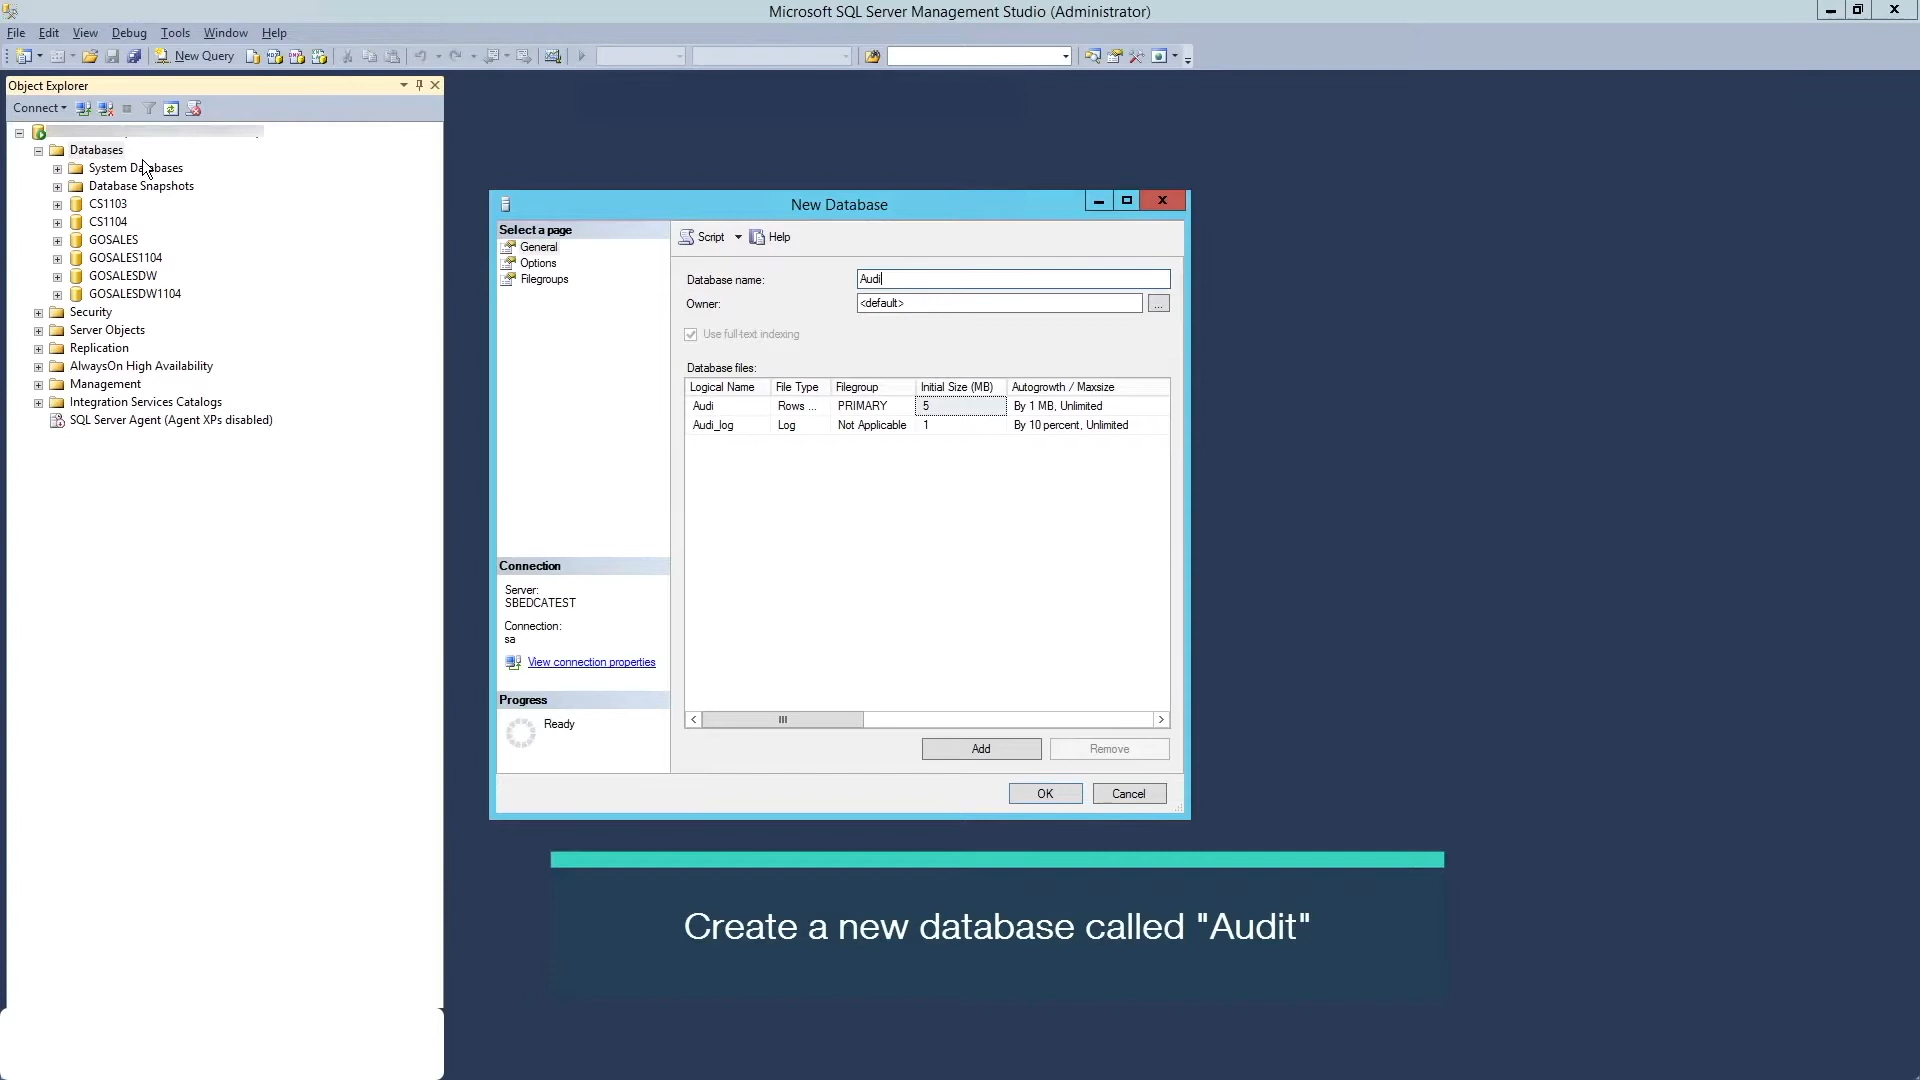 Microsoft SQL Server Management Studio (Administrator)
File Edit View Debug Tools Window Help
New Query
Object Explorer
Connect
Databases
System Databases
Database Snapshots
CS1103
CS1104
GOSALES
GOSALES1104
GOSALESDW
GOSALESDW1104
Security
Server Objects
Replication
AlwaysOn High Availability
Management
Integration Services Catalogs
SQL Server Agent (Agent XPs disabled)
New Database
Select a page
General
Options
Filegroups
Script Help
Database name: Audi
Owner: <default> ...
Use full-text indexing
Database files:
Logical Name File Type Filegroup Initial Size (MB) Autogrowth / Maxsize
Audi Rows ... PRIMARY 5 By 1 MB, Unlimited
Audi_log Log Not Applicable 1 By 10 percent, Unlimited
Connection
Server:
SBEDCATEST
Connection:
sa
View connection properties
Progress
Ready
Add Remove
OK Cancel
Create a new database called "Audit"